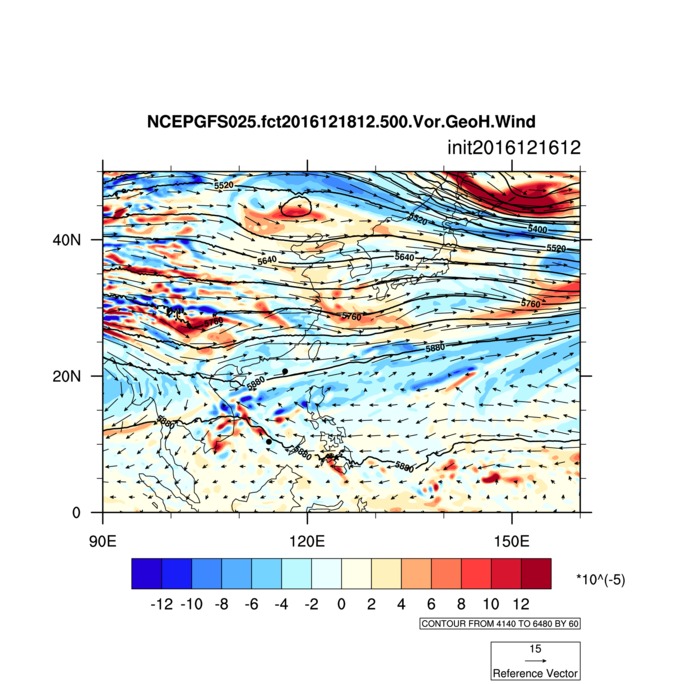 NCEPGFS025.fct2016121812.500.Vor.GeoH.Wind
init2016121612
5520
5520
5400
5520
40N
5640
5640
5760
5760
5760
5880
20N
5880
5880
5880
5880
0
90E 120E 150E
-12 -10 -8 -6 -4 -2 0 2 4 6 8 10 12
*10^(-5)
CONTOUR FROM 4140 TO 6480 BY 60
15
Reference Vector